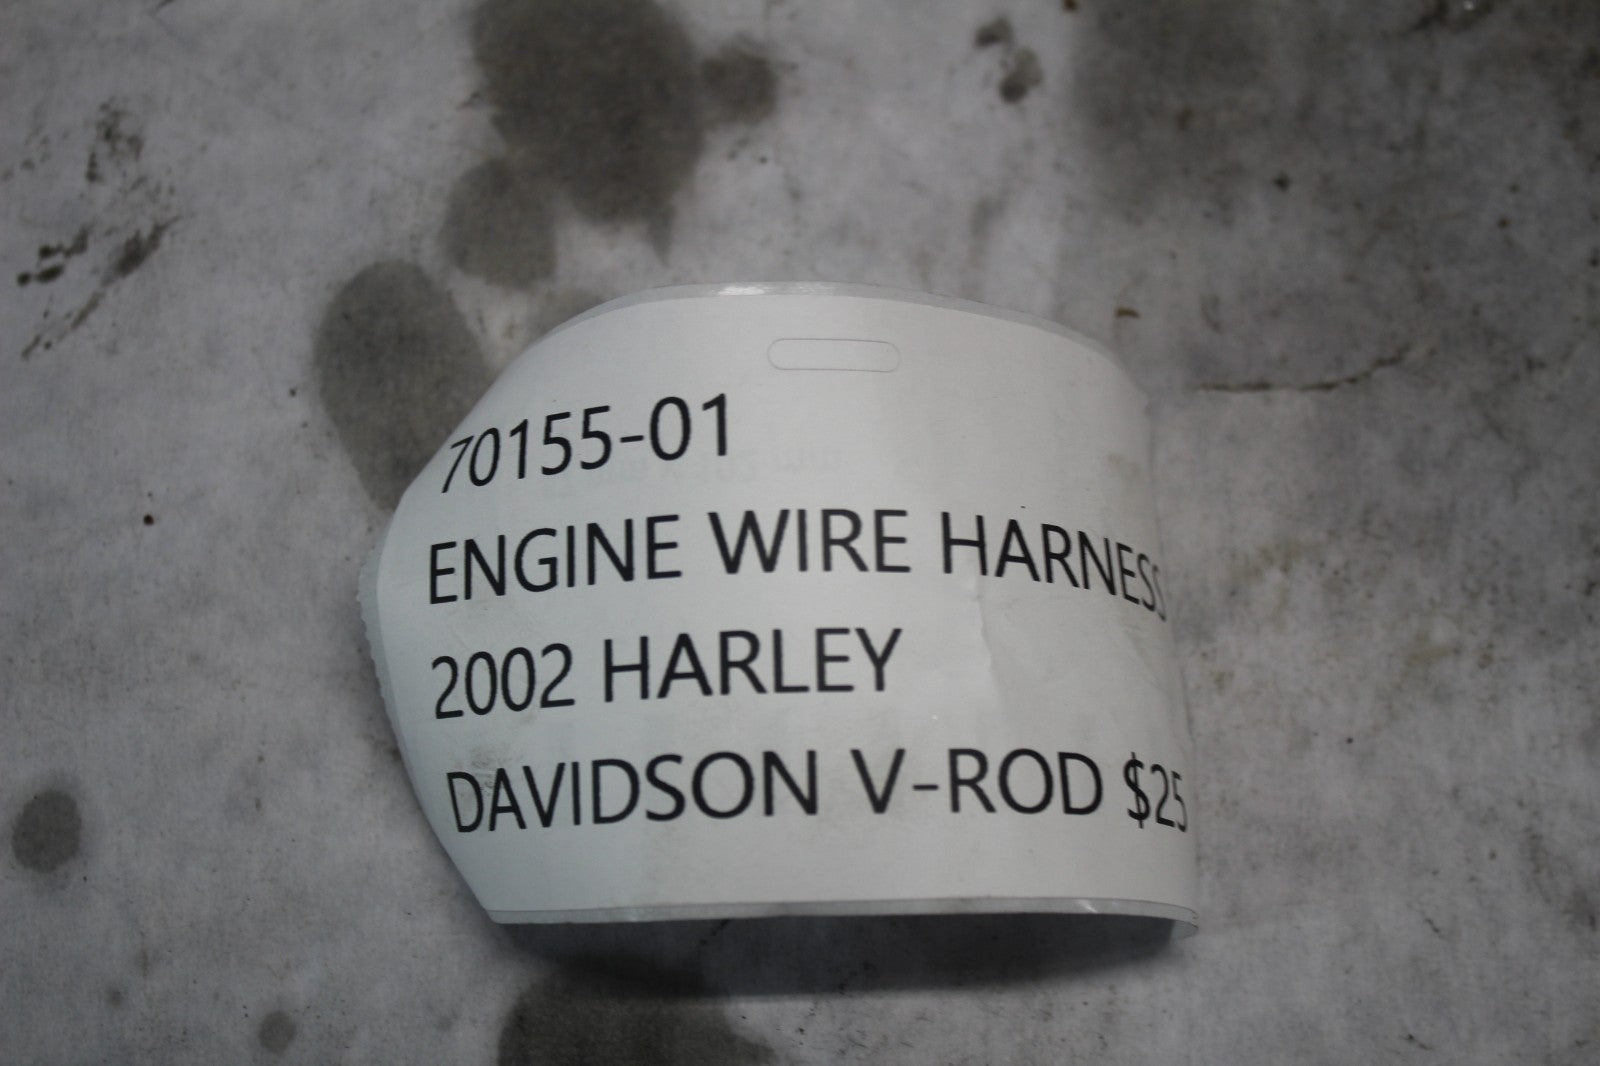 70155-01
ENGINE WIRE HARNESS
2002 HARLEY
DAVIDSON V-ROD $25